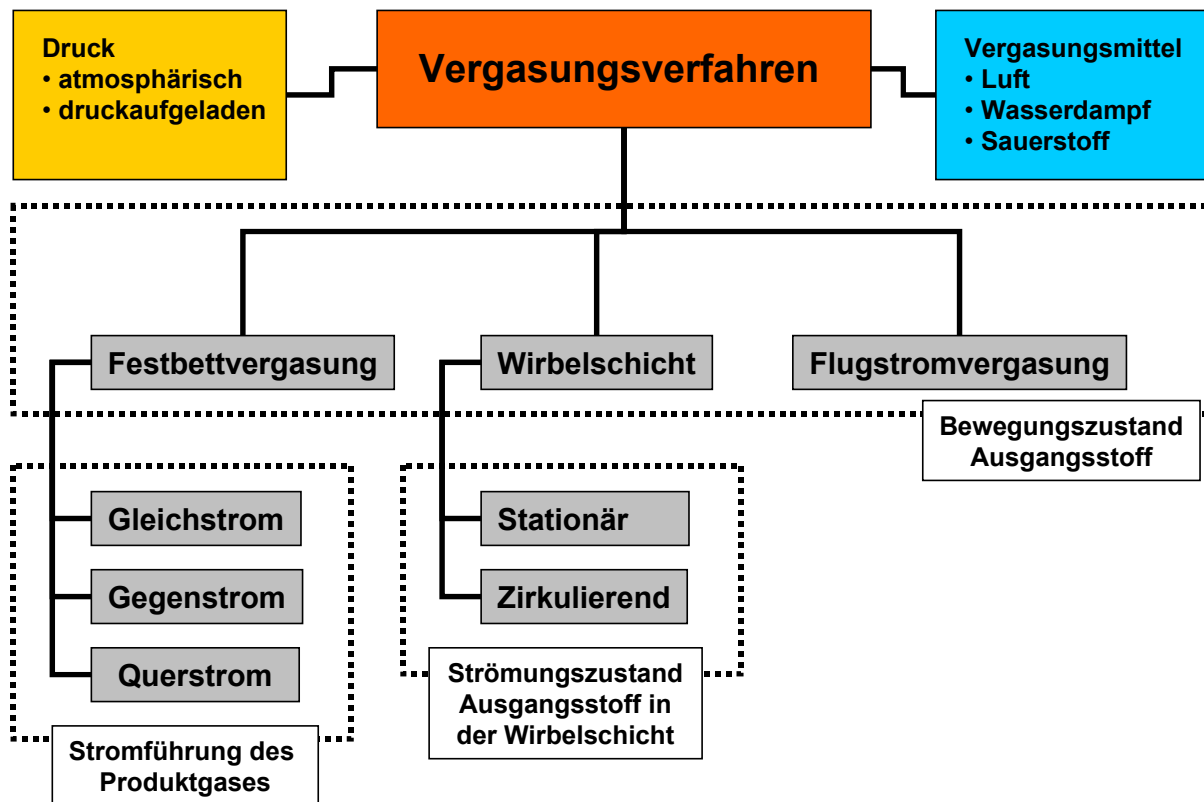 Druck
• atmosphärisch
• druckaufgeladen
Vergasungsverfahren
Vergasungsmittel
• Luft
• Wasserdampf
• Sauerstoff
Festbettvergasung
Wirbelschicht
Flugstromvergasung
Bewegungszustand
Ausgangsstoff
Gleichstrom
Gegenstrom
Querstrom
Stromführung des
Produktgases
Stationär
Zirkulierend
Strömungszustand
Ausgangsstoff in
der Wirbelschicht